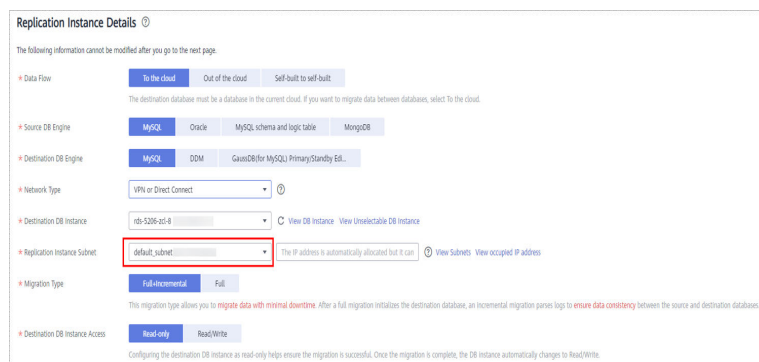 Replication Instance Details
The following information cannot be modified after you go to the next page.
* Data Flow To the cloud Out of the cloud Self-built to self-built
The destination database must be a database in the current cloud. If you want to migrate data between databases, select To the cloud.
* Source DB Engine MySQL Oracle MySQL schema and logic table MongoDB
* Destination DB Engine MySQL DDM GaussDB(for MySQL) Primary/Standby Edi...
* Network Type VPN or Direct Connect
* Destination DB Instance rds-5206-zcl-8 View DB Instance View Unselectable DB Instance
* Replication Instance Subnet default_subnet The IP address is automatically allocated but it can View Subnets View occupied IP address
* Migration Type Full+Incremental Full
This migration type allows you to migrate data with minimal downtime. After a full migration initializes the destination database, an incremental migration parses logs to ensure data consistency between the source and destination databases
* Destination DB Instance Access Read-only Read/Write
Configuring the destination DB instance as read-only helps ensure the migration is successful. Once the migration is complete, the DB instance automatically changes to Read/Write.